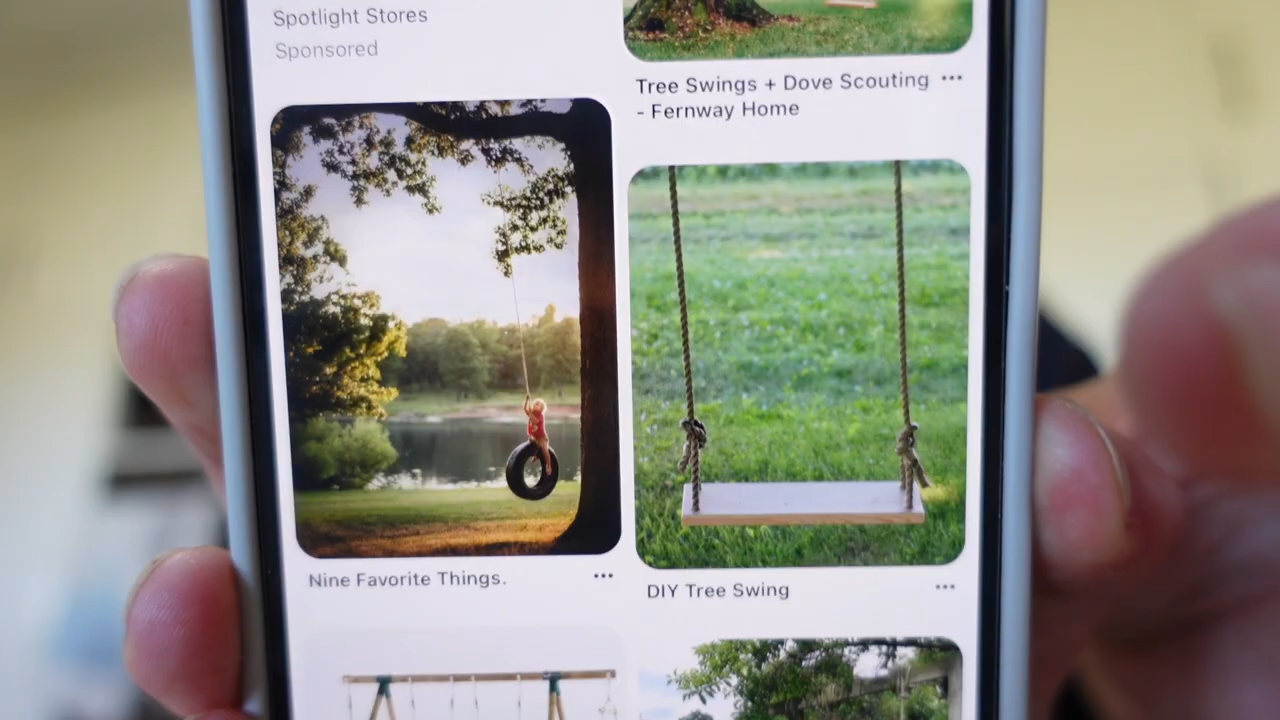 Spotlight Stores
Sponsored
Tree Swings + Dove Scouting
- Fernway Home
Nine Favorite Things.
DIY Tree Swing